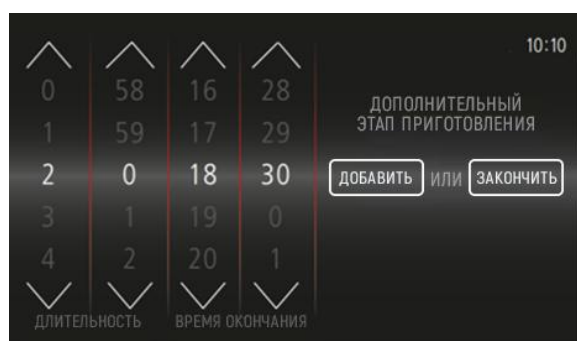 10:10
0 58 16 28
1 59 17 29
2 0 18 30
3 1 19 0
4 2 20 1
ДЛИТЕЛЬНОСТЬ ВРЕМЯ ОКОНЧАНИЯ
ДОПОЛНИТЕЛЬНЫЙ
ЭТАП ПРИГОТОВЛЕНИЯ
ДОБАВИТЬ ИЛИ ЗАКОНЧИТЬ